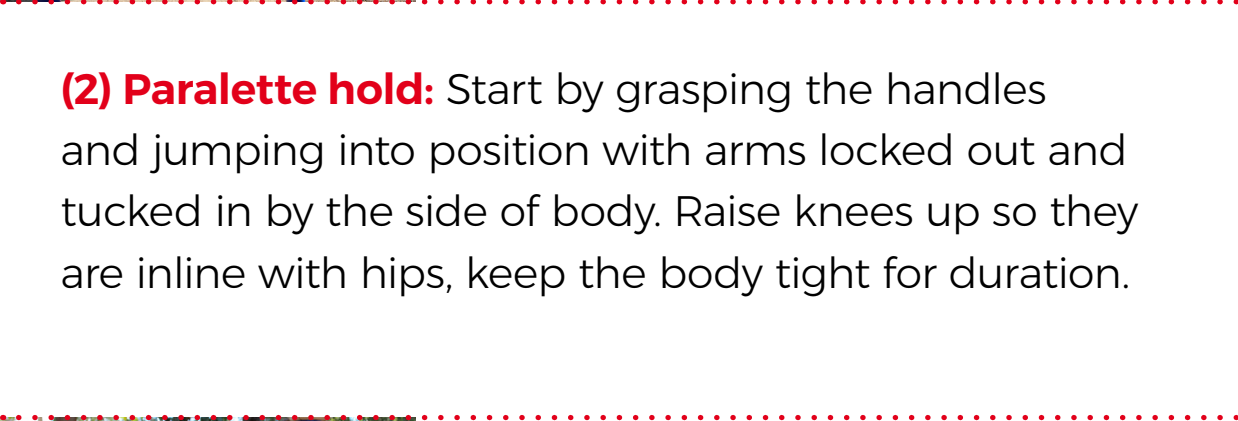 (2) Paralette hold: Start by grasping the handles
and jumping into position with arms locked out and
tucked in by the side of body. Raise knees up so they
are inline with hips, keep the body tight for duration.